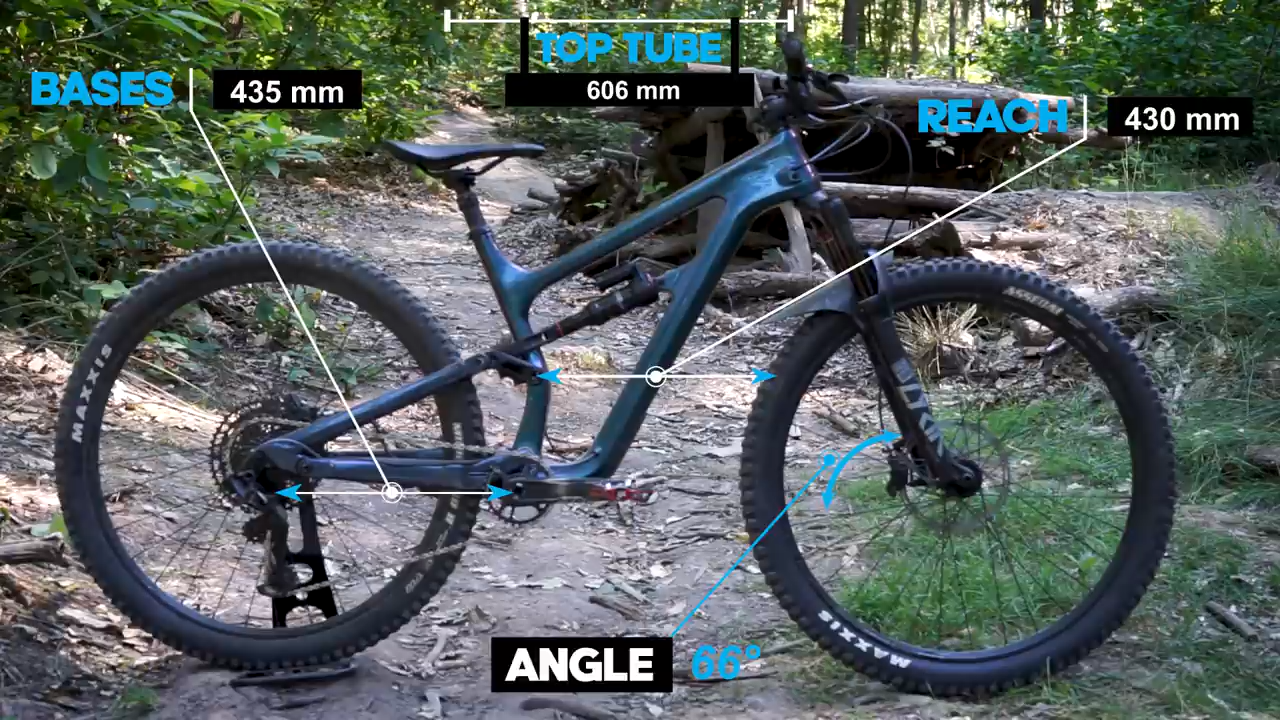 TOP TUBE
606 mm
BASES
435 mm
REACH
430 mm
MAXXIS
MAXXIS
ANGLE
66°